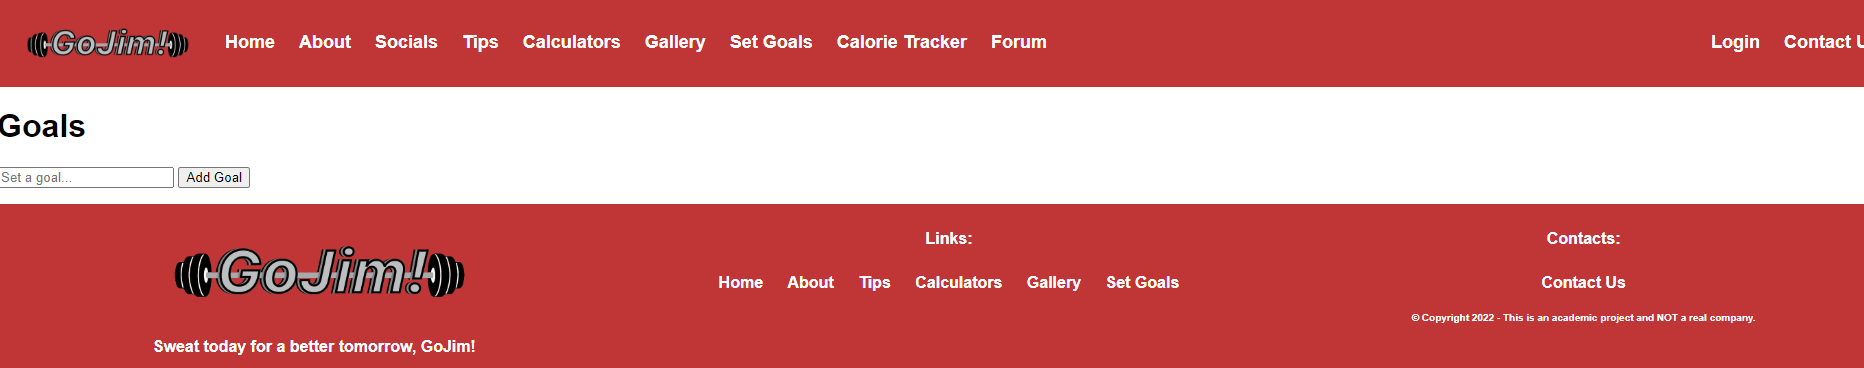 GoJim! Home About Socials Tips Calculators Gallery Set Goals Calorie Tracker Forum Login Contact U
Goals
Set a goal... Add Goal
GoJim!
Sweat today for a better tomorrow, GoJim!
Links:
Home About Tips Calculators Gallery Set Goals
Contacts:
Contact Us
© Copyright 2022 - This is an academic project and NOT a real company.